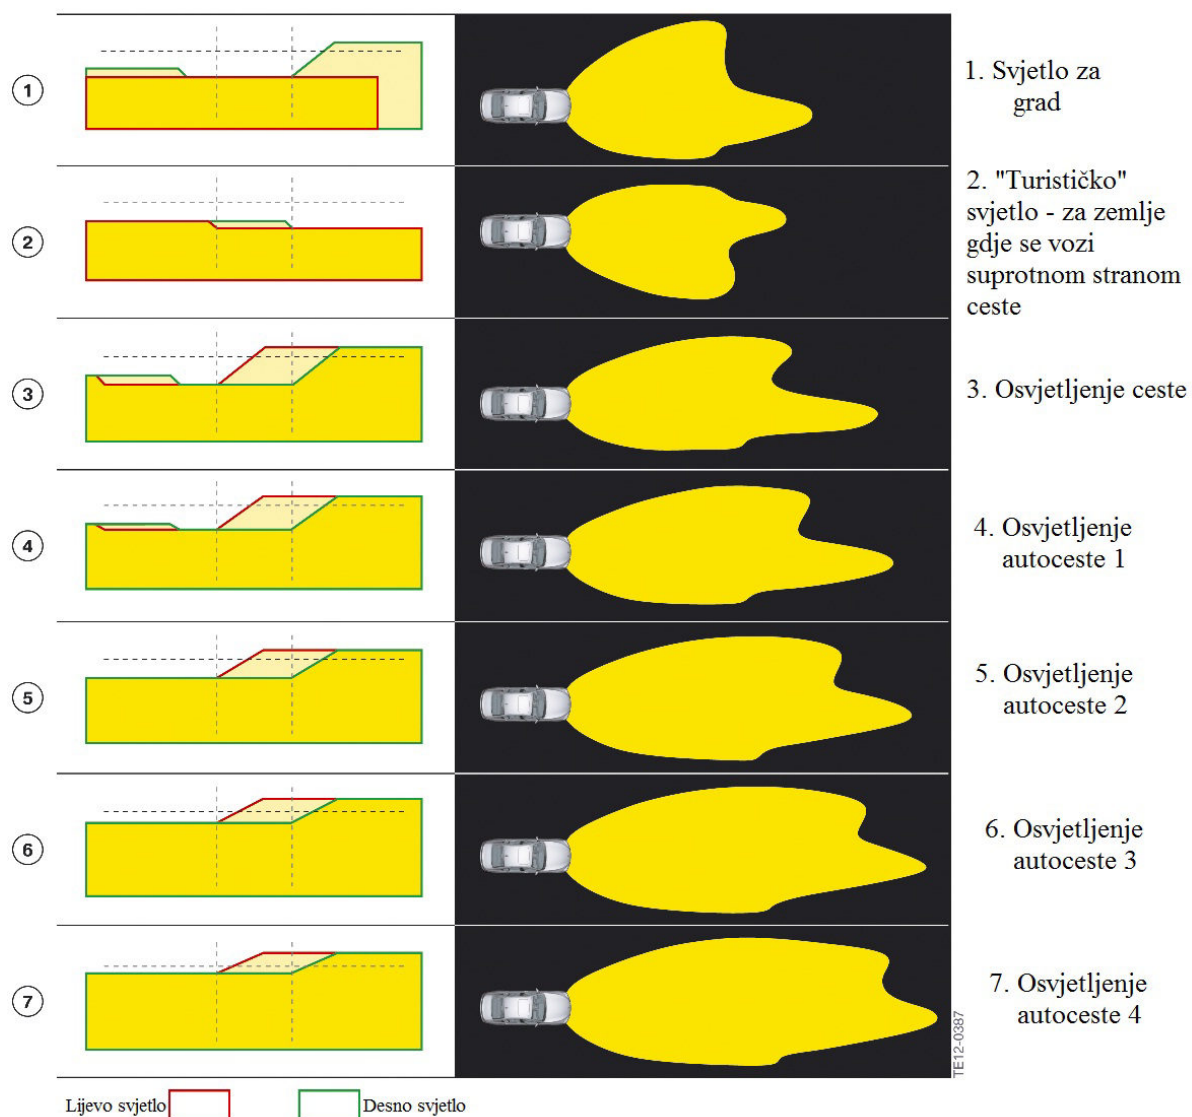 1
1. Svjetlo za
grad
2
2. "Turističko"
svjetlo - za zemlje
gdje se vozi
suprotnom stranom
ceste
3
3. Osvjetljenje ceste
4
4. Osvjetljenje
autoceste 1
5
5. Osvjetljenje
autoceste 2
6
6. Osvjetljenje
autoceste 3
7
7. Osvjetljenje
autoceste 4
TE12-0387
Lijevo svjetlo
Desno svjetlo